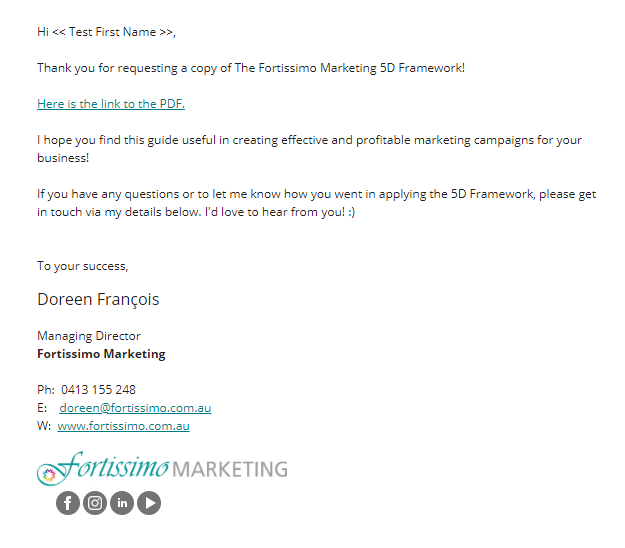 Hi << Test First Name >>,
Thank you for requesting a copy of The Fortissimo Marketing 5D Framework!
Here is the link to the PDF.
I hope you find this guide useful in creating effective and profitable marketing campaigns for your
business!
If you have any questions or to let me know how you went in applying the 5D Framework, please get
in touch via my details below. I'd love to hear from you! :)
To your success,
Doreen François
Managing Director
Fortissimo Marketing
Ph: 0413 155 248
E: doreen@fortissimo.com.au
W: www.fortissimo.com.au
fortissimo MARKETING
f in